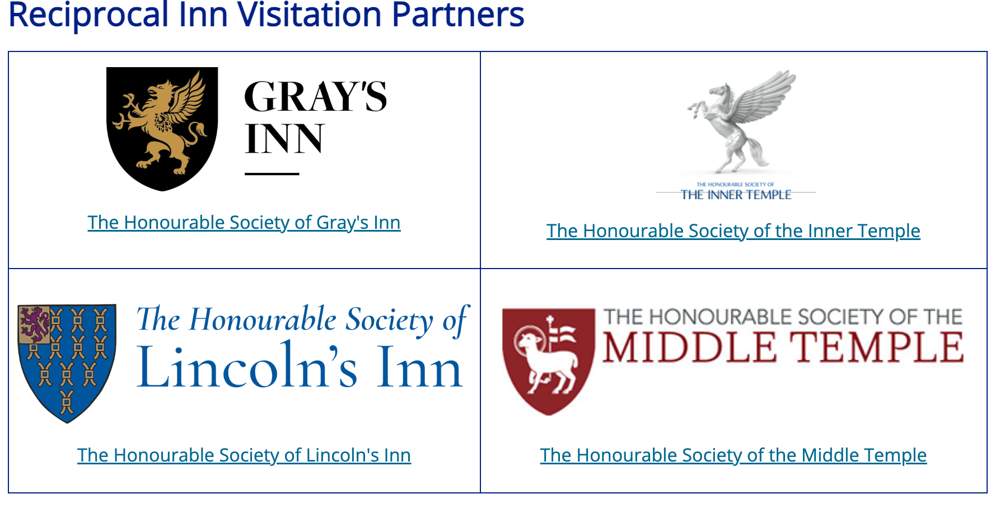 Reciprocal Inn Visitation Partners
GRAY'S
INN
The Honourable Society of Gray's Inn
THE HONOURABLE SOCIETY OF
THE INNER TEMPLE
The Honourable Society of the Inner Temple
The Honourable Society of
Lincoln’s Inn
The Honourable Society of Lincoln's Inn
THE HONOURABLE SOCIETY OF THE
MIDDLE TEMPLE
The Honourable Society of the Middle Temple